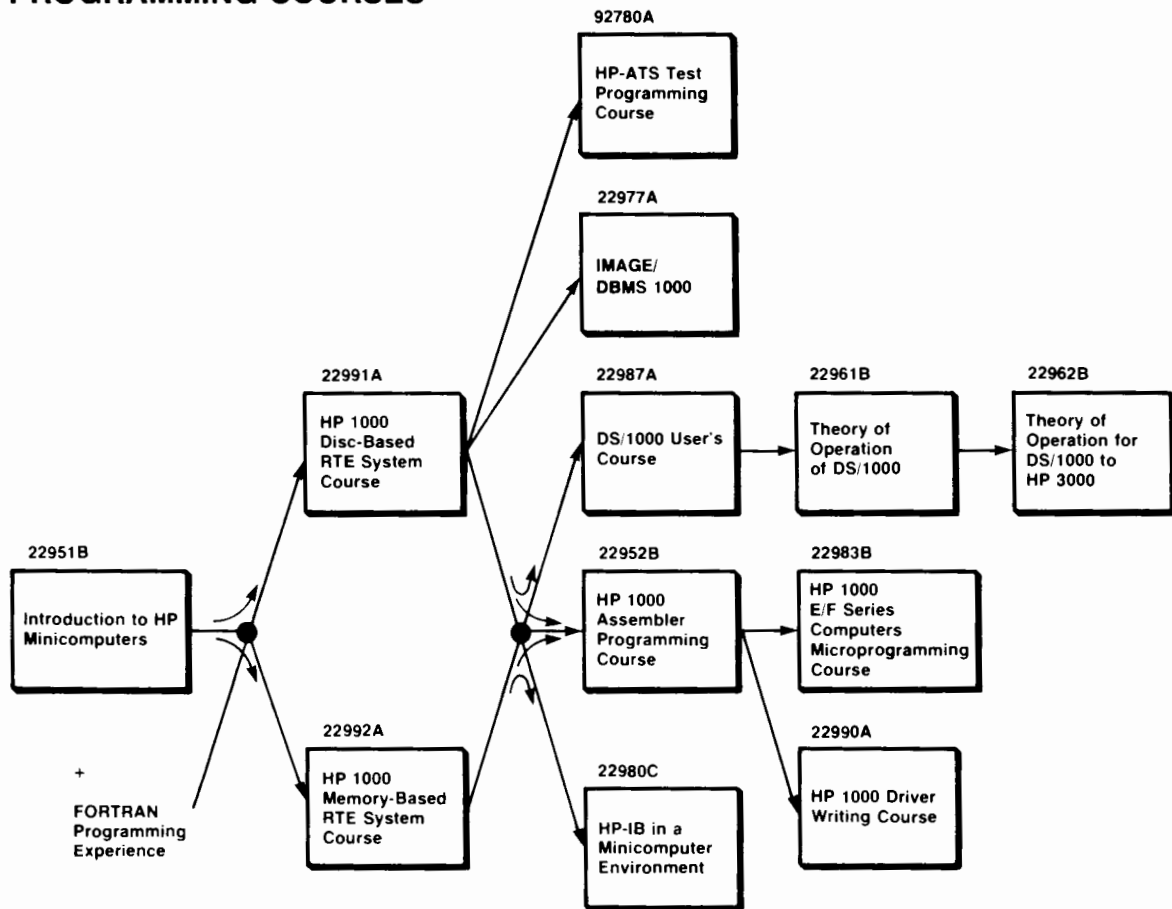 PROGRAMMING COURSES
92780A
HP-ATS Test
Programming
Course
22977A
IMAGE/
DBMS 1000
22991A
HP 1000
Disc-Based
RTE System
Course
22987A
DS/1000 User's
Course
22961B
Theory of
Operation
of DS/1000
22962B
Theory of
Operation for
DS/1000 to
HP 3000
22951B
Introduction to HP
Minicomputers
22952B
HP 1000
Assembler
Programming
Course
22983B
HP 1000
E/F Series
Computers
Microprogramming
Course
+
FORTRAN
Programming
Experience
22992A
HP 1000
Memory-Based
RTE System
Course
22980C
HP-IB in a
Minicomputer
Environment
22990A
HP 1000 Driver
Writing Course